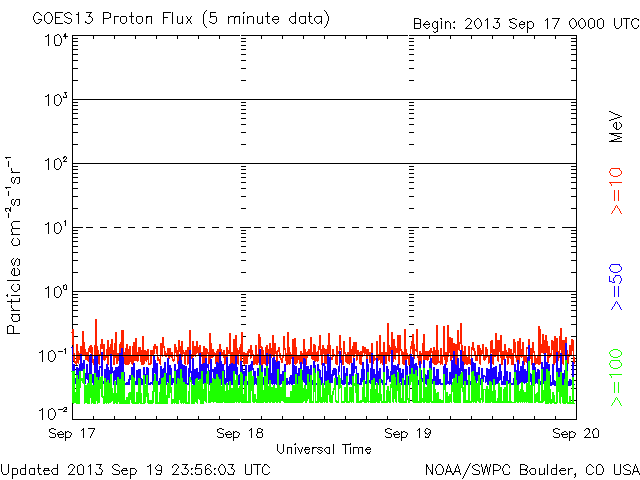 GOES13 Proton Flux (5 minute data)
Begin: 2013 Sep 17 0000 UTC
10⁴
10³
10²
10¹
10⁰
10⁻¹
10⁻²
Particles cm⁻²s⁻¹sr⁻¹
MeV
>=10
>=50
>=100
Sep 17 Sep 18 Sep 19 Sep 20
Universal Time
Updated 2013 Sep 19 23:56:03 UTC
NOAA/SWPC Boulder, CO USA